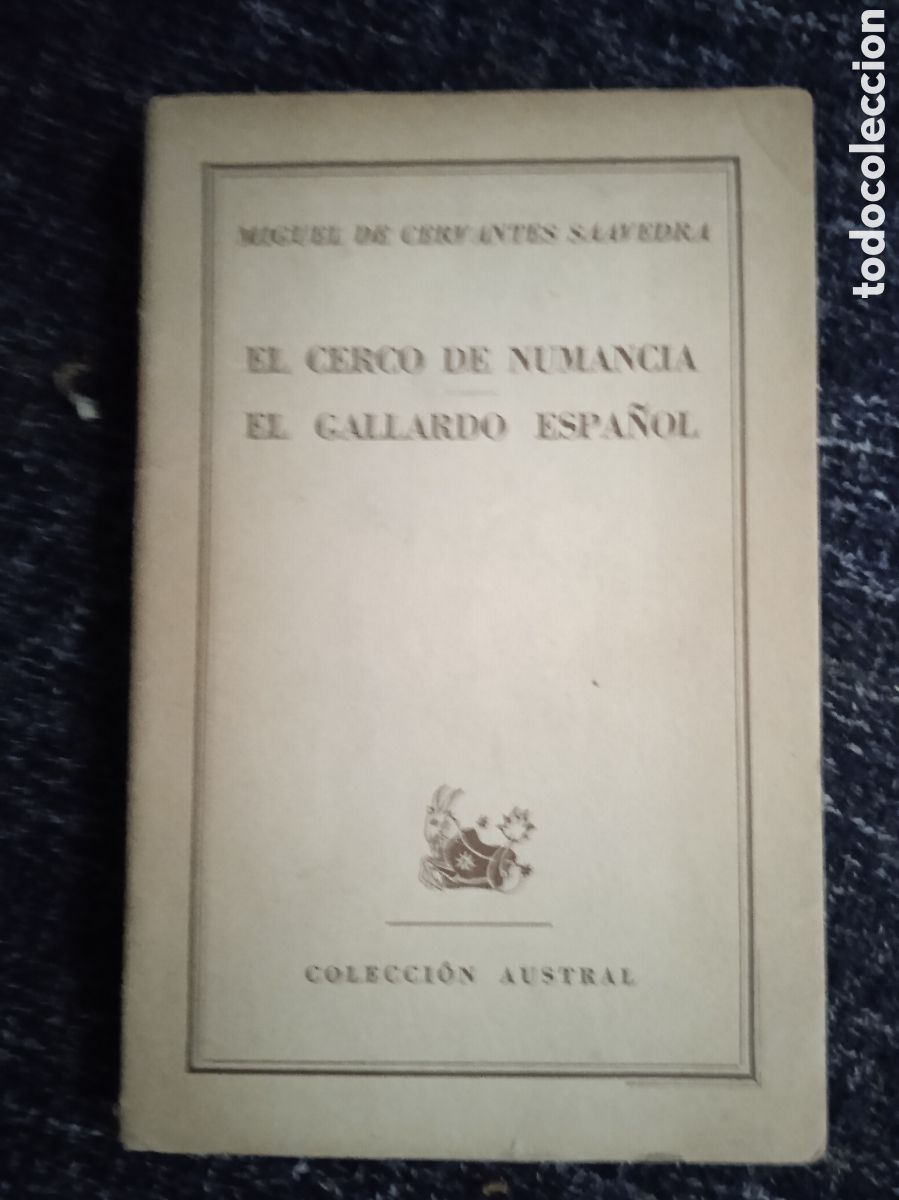 MIGUEL DE CERVANTES SAAVEDRA
EL CERCO DE NUMANCIA
EL GALLARDO ESPAÑOL
COLECCIÓN AUSTRAL
todocoleccion